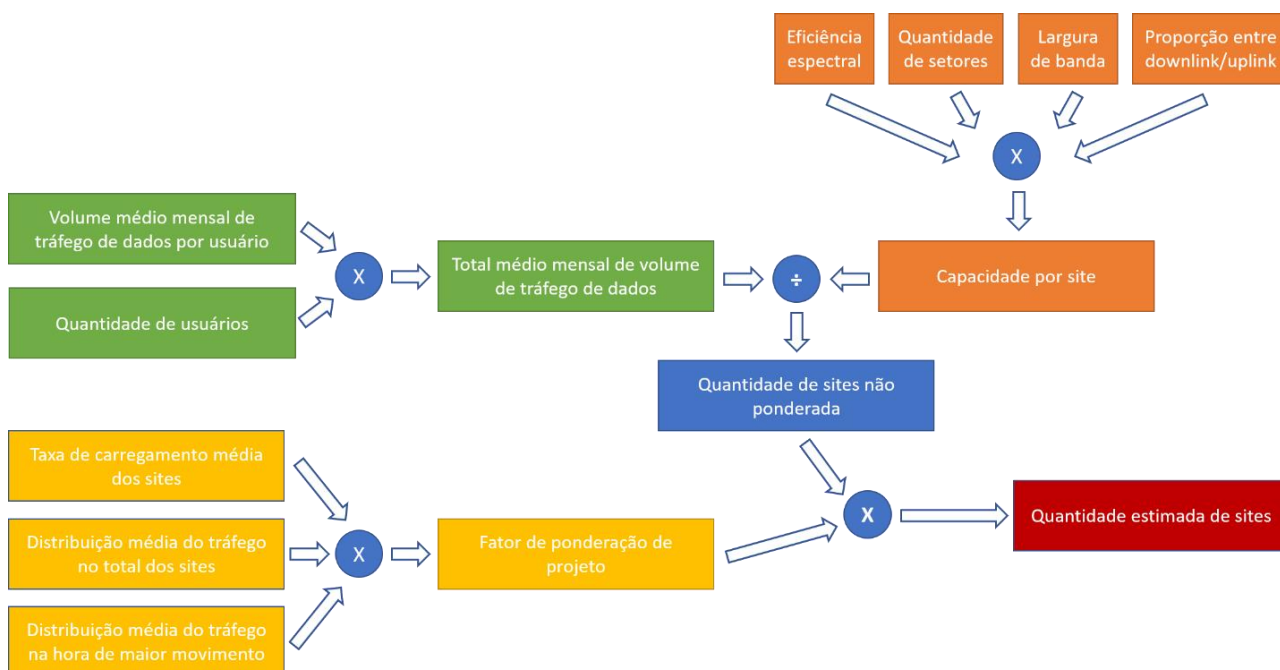 Eficiência
espectral
Quantidade
de setores
Largura
de banda
Proporção entre
downlink/uplink
X
Volume médio mensal de
tráfego de dados por usuário
Quantidade de usuários
X
Total médio mensal de volume
de tráfego de dados
÷
Capacidade por site
Quantidade de sites não
ponderada
Taxa de carregamento média
dos sites
Distribuição média do tráfego
no total dos sites
Distribuição média do tráfego
na hora de maior movimento
X
Fator de ponderação de
projeto
X
Quantidade estimada de sites